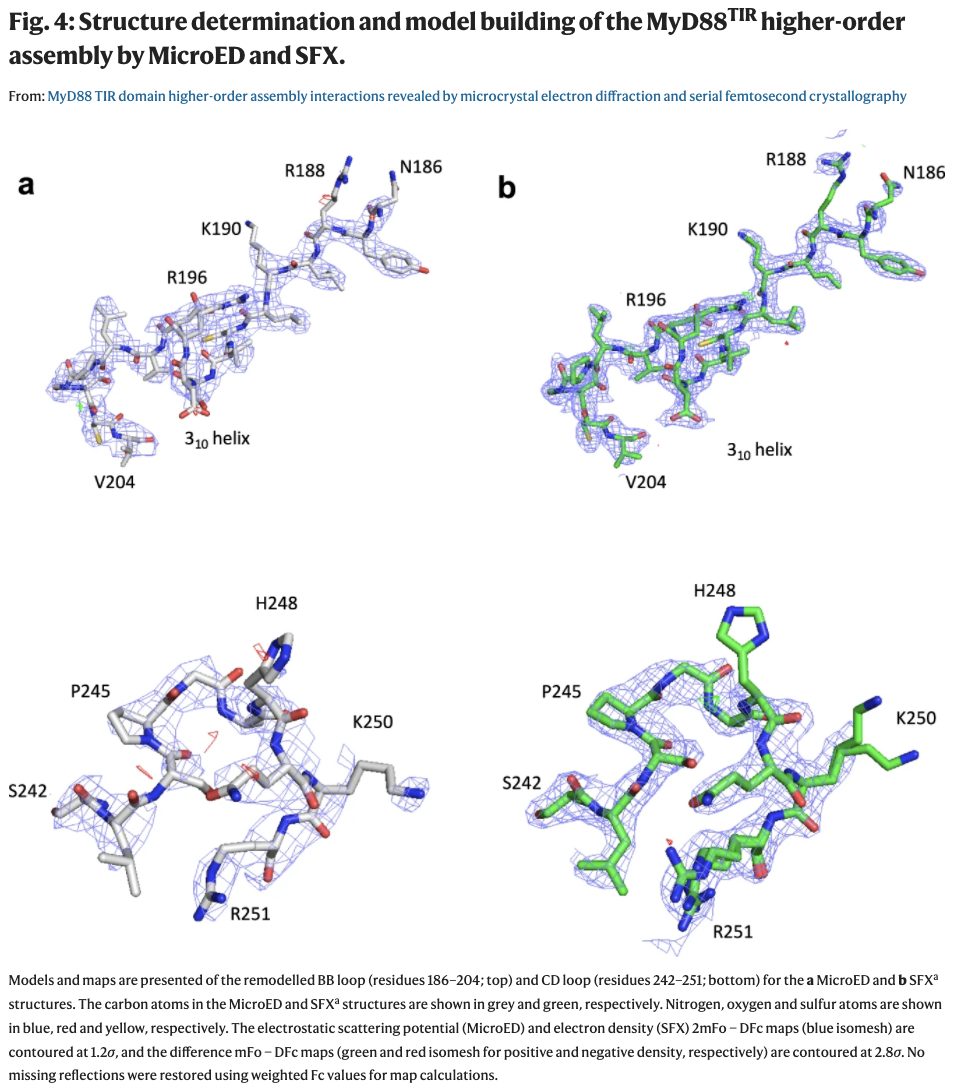 Fig. 4: Structure determination and model building of the MyD88TIR higher-order
assembly by MicroED and SFX.
From: MyD88 TIR domain higher-order assembly interactions revealed by microcrystal electron diffraction and serial femtosecond crystallography
a
R188
N186
K190
R196
310 helix
V204
b
R188
N186
K190
R196
310 helix
V204
H248
P245
K250
S242
R251
H248
P245
K250
S242
R251
Models and maps are presented of the remodelled BB loop (residues 186–204; top) and CD loop (residues 242–251; bottom) for the a MicroED and b SFXa
structures. The carbon atoms in the MicroED and SFXa structures are shown in grey and green, respectively. Nitrogen, oxygen and sulfur atoms are shown
in blue, red and yellow, respectively. The electrostatic scattering potential (MicroED) and electron density (SFX) 2mFo − DFc maps (blue isomesh) are
contoured at 1.2σ, and the difference mFo − DFc maps (green and red isomesh for positive and negative density, respectively) are contoured at 2.8σ. No
missing reflections were restored using weighted Fc values for map calculations.